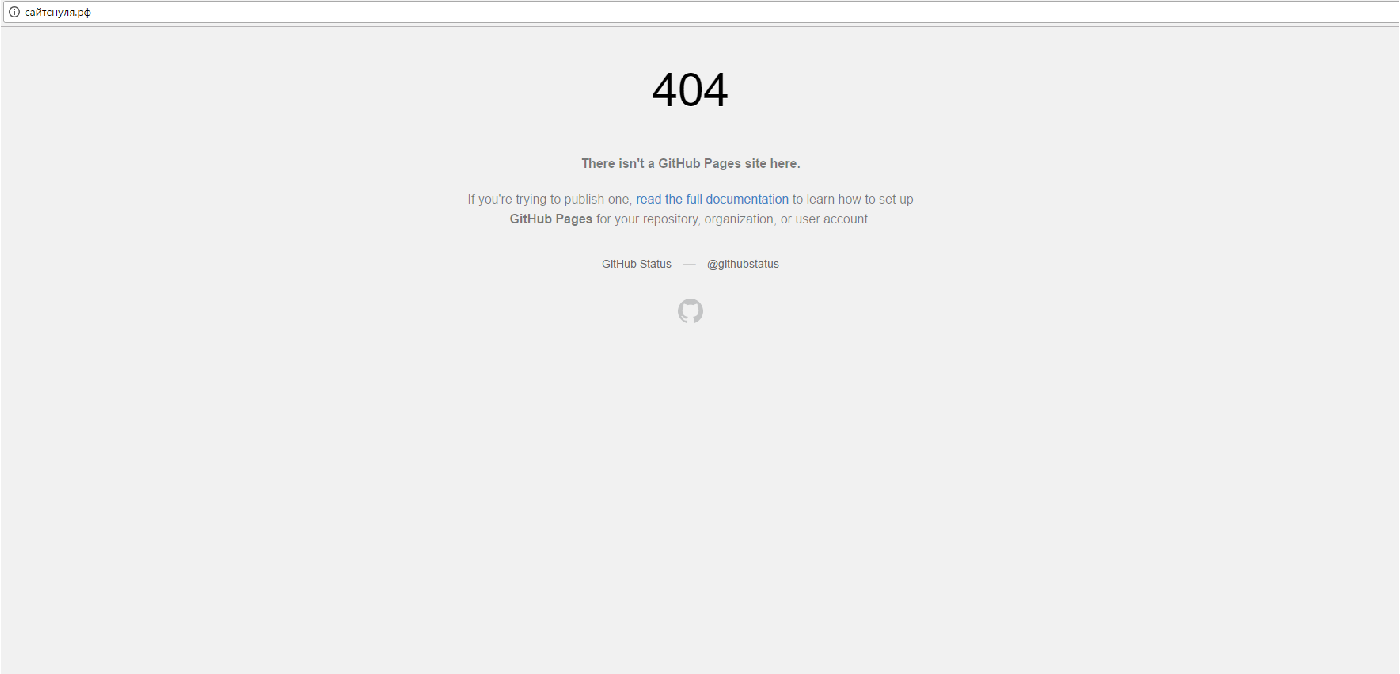 сайтснуля.рф
404
There isn't a GitHub Pages site here.
If you're trying to publish one, read the full documentation to learn how to set up
GitHub Pages for your repository, organization, or user account
GitHub Status — @githubstatus